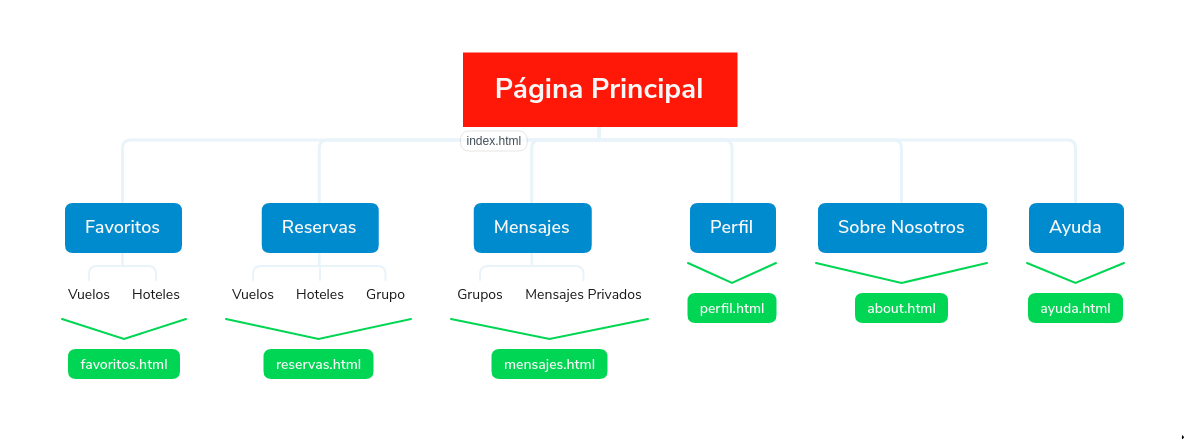 Página Principal
index.html
Favoritos
Reservas
Mensajes
Perfil
Sobre Nosotros
Ayuda
Vuelos
Hoteles
Vuelos
Hoteles
Grupo
Grupos
Mensajes Privados
perfil.html
about.html
ayuda.html
favoritos.html
reservas.html
mensajes.html